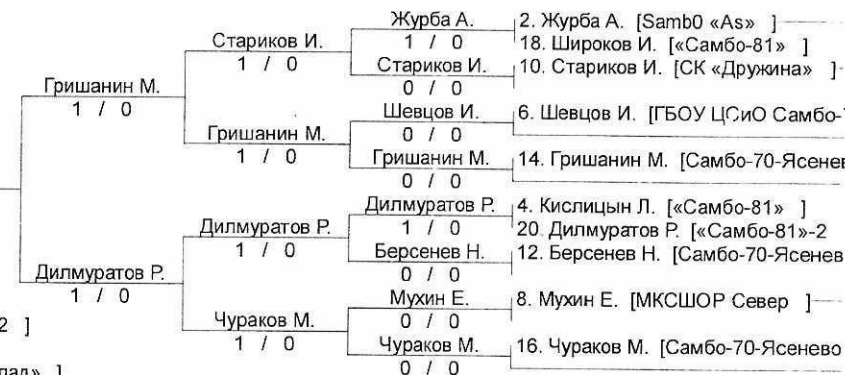 Журба А.
2. Журба А. [Samb0 «As» ]
Стариков И.
1 / 0
18. Широков И. [«Самбо-81» ]
1 / 0
Стариков И.
10. Стариков И. [СК «Дружина» ]
Гришанин М.
0 / 0
1 / 0
Шевцов И.
6. Шевцов И. [ГБОУ ЦСиО Самбо-
Гришанин М.
0 / 0
1 / 0
Гришанин М.
14. Гришанин М. [Самбо-70-Ясенев
0 / 0
Дилмуратов Р.
4. Кислицын Л. [«Самбо-81» ]
Дилмуратов Р.
1 / 0
20. Дилмуратов Р. [«Самбо-81»-2
1 / 0
Берсенев Н.
12. Берсенев Н. [Самбо-70-Ясенев
Дилмуратов Р.
0 / 0
1 / 0
Мухин Е.
8. Мухин Е. [МКСШОР Север ]
Чураков М.
0 / 0
2 ]
1 / 0
Чураков М.
16. Чураков М. [Самбо-70-Ясенево
0 / 0
пад» ]